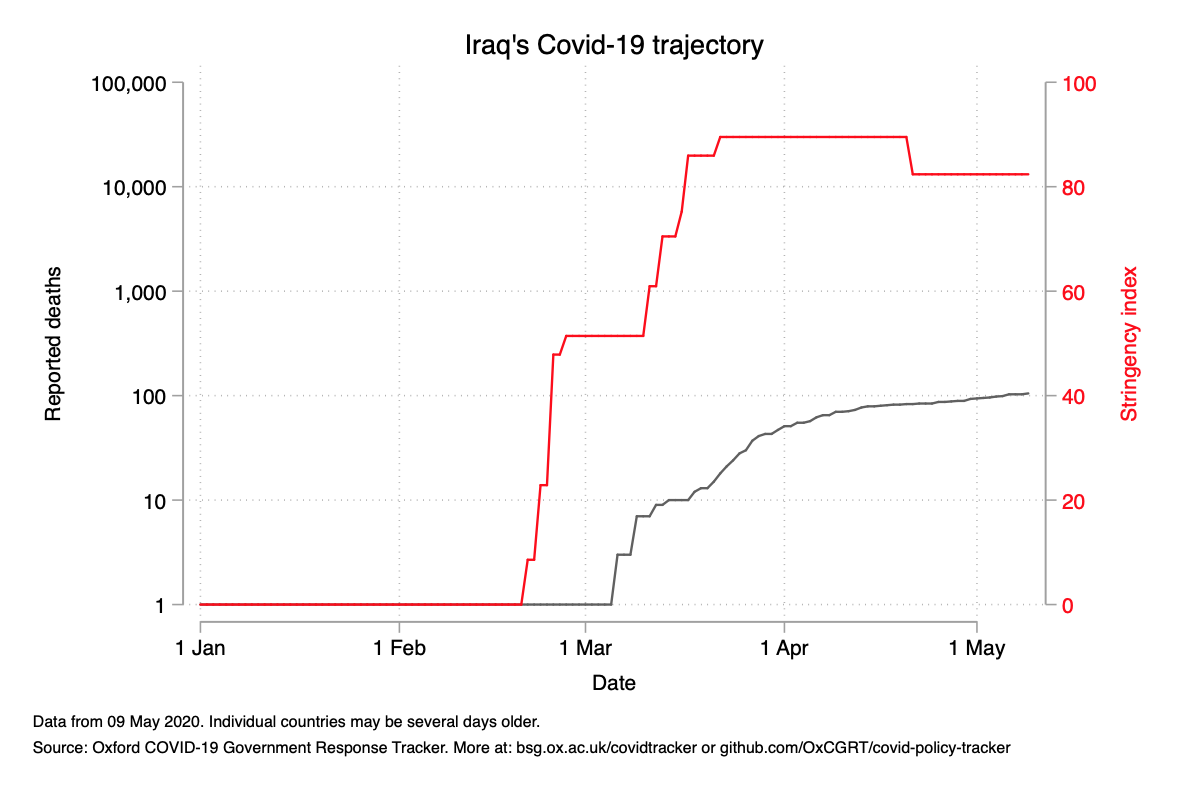 Iraq's Covid-19 trajectory
100,000
10,000
1,000
100
10
1
Reported deaths
100
80
60
40
20
0
Stringency index
1 Jan
1 Feb
1 Mar
1 Apr
1 May
Date
Data from 09 May 2020. Individual countries may be several days older.
Source: Oxford COVID-19 Government Response Tracker. More at: bsg.ox.ac.uk/covidtracker or github.com/OxCGRT/covid-policy-tracker